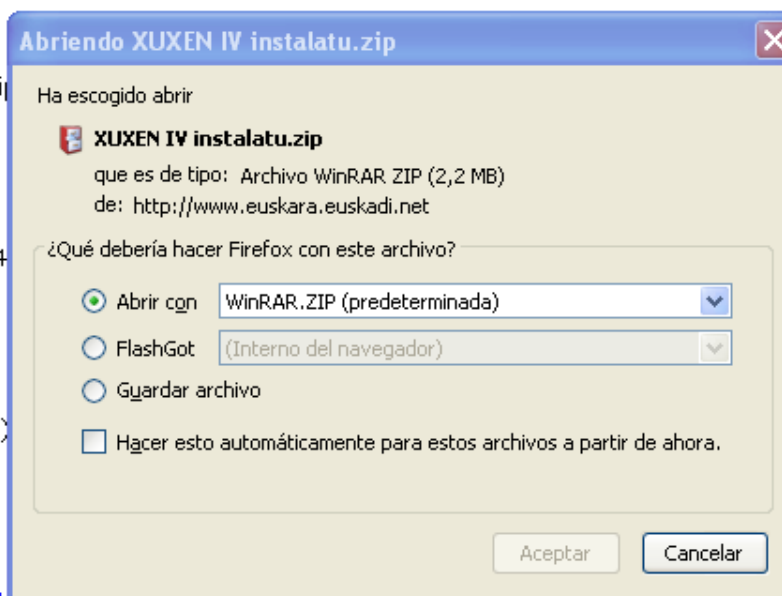 Abriendo XUXEN IV instalatu.zip
Ha escogido abrir
XUXEN IV instalatu.zip
que es de tipo: Archivo WinRAR ZIP (2,2 MB)
de: http://www.euskara.euskadi.net
¿Qué debería hacer Firefox con este archivo?
Abrir con WinRAR.ZIP (predeterminada)
FlashGot (Interno del navegador)
Guardar archivo
Hacer esto automáticamente para estos archivos a partir de ahora.
Aceptar Cancelar